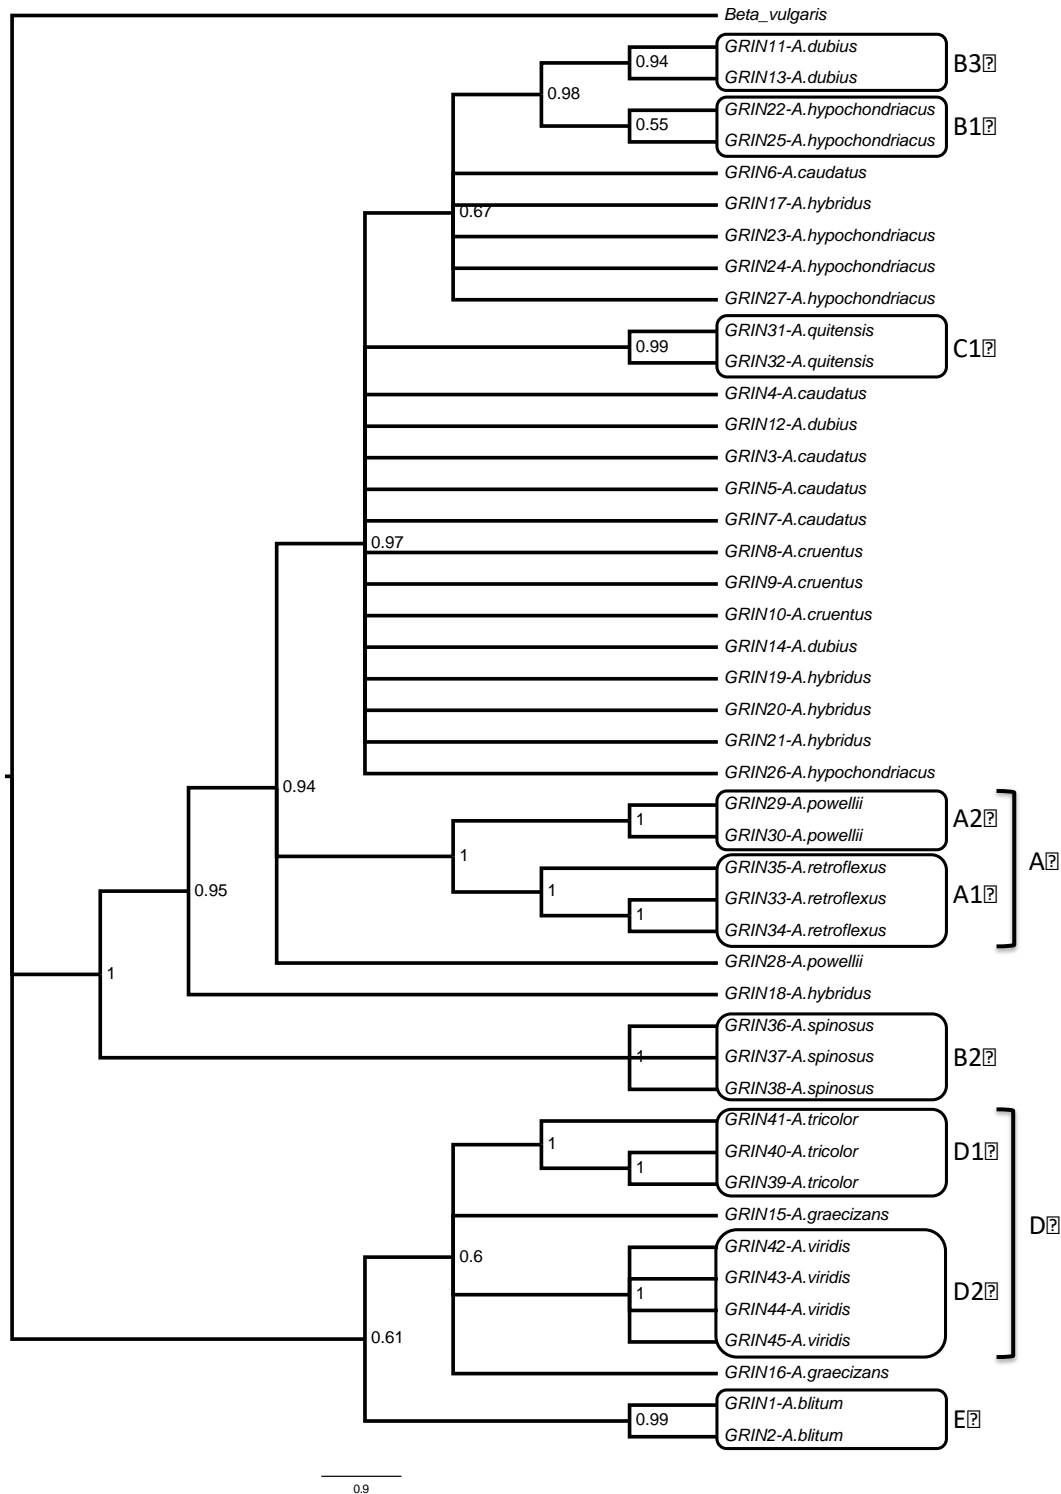 Beta_vulgaris
GRIN11-A.dubius
0.94
B3⍰
GRIN13-A.dubius
0.98
GRIN22-A.hypochondriacus
0.55
B1⍰
GRIN25-A.hypochondriacus
GRIN6-A.caudatus
GRIN17-A.hybridus
0.67
GRIN23-A.hypochondriacus
GRIN24-A.hypochondriacus
GRIN27-A.hypochondriacus
GRIN31-A.quitensis
0.99
C1⍰
GRIN32-A.quitensis
GRIN4-A.caudatus
GRIN12-A.dubius
GRIN3-A.caudatus
GRIN5-A.caudatus
GRIN7-A.caudatus
0.97
GRIN8-A.cruentus
GRIN9-A.cruentus
GRIN10-A.cruentus
GRIN14-A.dubius
GRIN19-A.hybridus
GRIN20-A.hybridus
GRIN21-A.hybridus
GRIN26-A.hypochondriacus
0.94
GRIN29-A.powellii
1
A2⍰
GRIN30-A.powellii
1
A⍰
GRIN35-A.retroflexus
1
0.95
GRIN33-A.retroflexus
A1⍰
1
GRIN34-A.retroflexus
GRIN28-A.powellii
1
GRIN18-A.hybridus
GRIN36-A.spinosus
1
GRIN37-A.spinosus
B2⍰
GRIN38-A.spinosus
GRIN41-A.tricolor
1
GRIN40-A.tricolor
D1⍰
1
GRIN39-A.tricolor
GRIN15-A.graecizans
D⍰
GRIN42-A.viridis
0.6
GRIN43-A.viridis
1
D2⍰
GRIN44-A.viridis
0.61
GRIN45-A.viridis
GRIN16-A.graecizans
GRIN1-A.blitum
0.99
E⍰
GRIN2-A.blitum
0.9